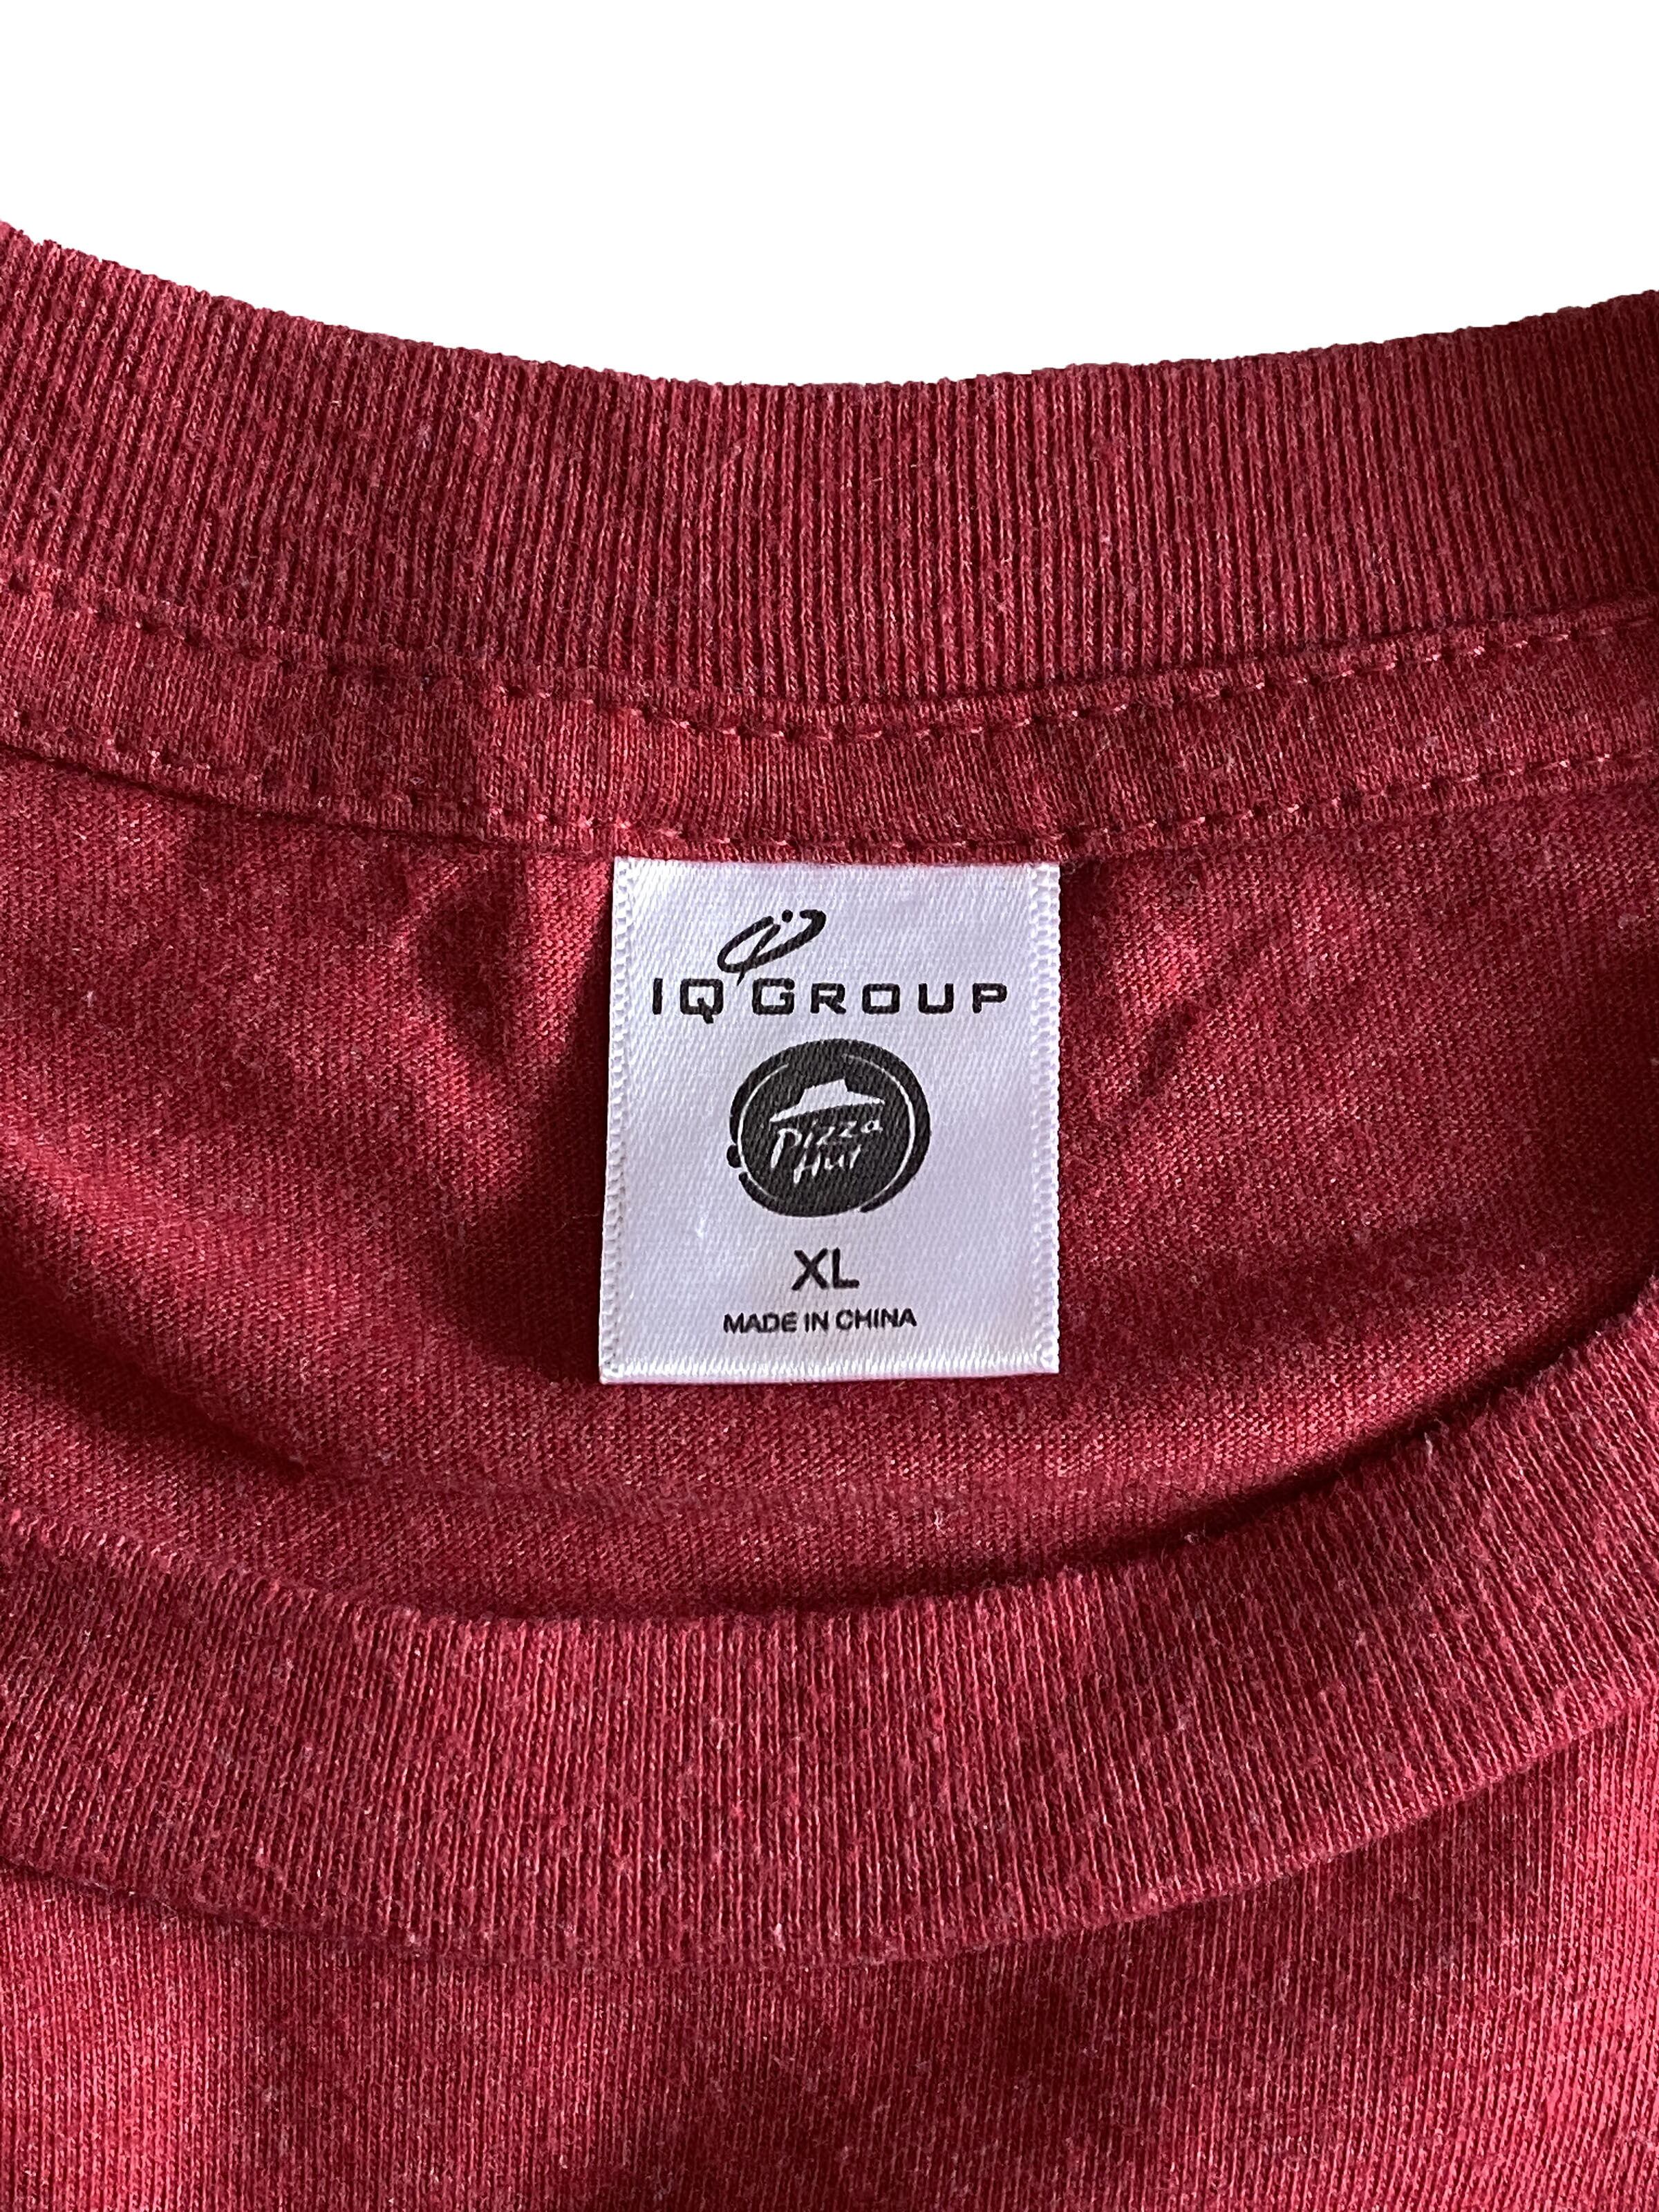 IQ GROUP
Pizza
Hut
XL
MADE IN CHINA